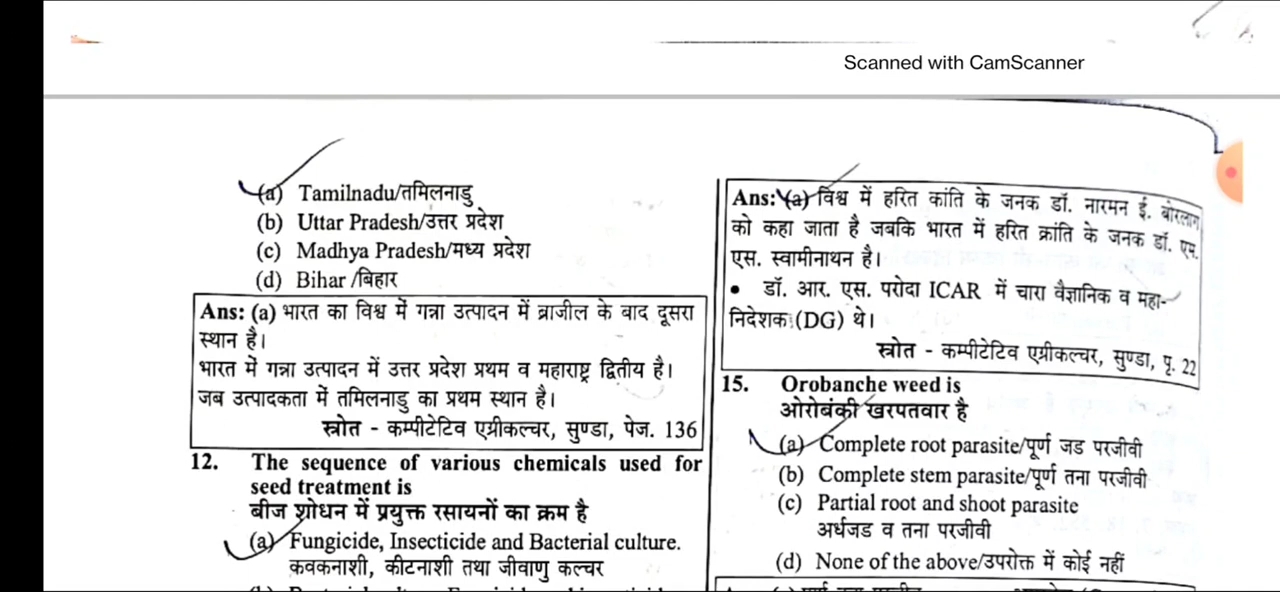 Scanned with CamScanner
(a) Tamilnadu/तमिलनाडु
(b) Uttar Pradesh/उत्तर प्रदेश
(c) Madhya Pradesh/मध्य प्रदेश
(d) Bihar /बिहार
Ans: (a) भारत का विश्व में गन्ना उत्पादन में ब्राजील के बाद दूसरा
स्थान है।
भारत में गन्ना उत्पादन में उत्तर प्रदेश प्रथम व महाराष्ट्र द्वितीय है।
जब उत्पादकता में तमिलनाडु का प्रथम स्थान है।
स्त्रोत - कम्पीटेटिव एग्रीकल्चर, सुण्डा, पेज. 136
12. The sequence of various chemicals used for
seed treatment is
बीज शोधन में प्रयुक्त रसायनों का क्रम है
(a) Fungicide, Insecticide and Bacterial culture.
कवकनाशी, कीटनाशी तथा जीवाणु कल्चर
Ans: (a) विश्व में हरित कांति के जनक डॉ. नारमन ई. बोरलाग
को कहा जाता है जबकि भारत में हरित क्रांति के जनक डॉ. एम.
एस. स्वामीनाथन है।
• डॉ. आर. एस. परोदा ICAR में चारा वैज्ञानिक व महा-
निदेशक (DG) थे।
स्त्रोत - कम्पीटेटिव एग्रीकल्चर, सुण्डा, पृ. 22
15. Orobanche weed is
ओरोबंकी खरपतवार है
(a) Complete root parasite/पूर्ण जड परजीवी
(b) Complete stem parasite/पूर्ण तना परजीवी
(c) Partial root and shoot parasite
अर्धजड व तना परजीवी
(d) None of the above/उपरोक्त में कोई नहीं